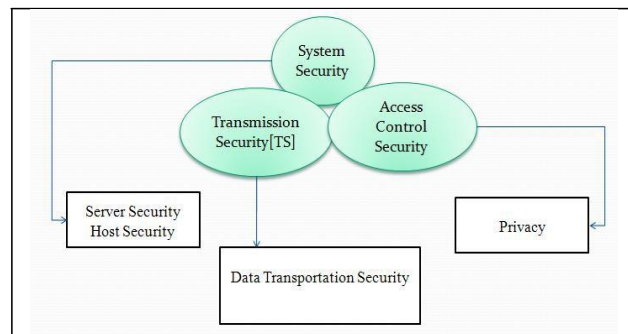 System
Security
Transmission
Security[TS]
Access
Control
Security
Server Security
Host Security
Privacy
Data Transportation Security